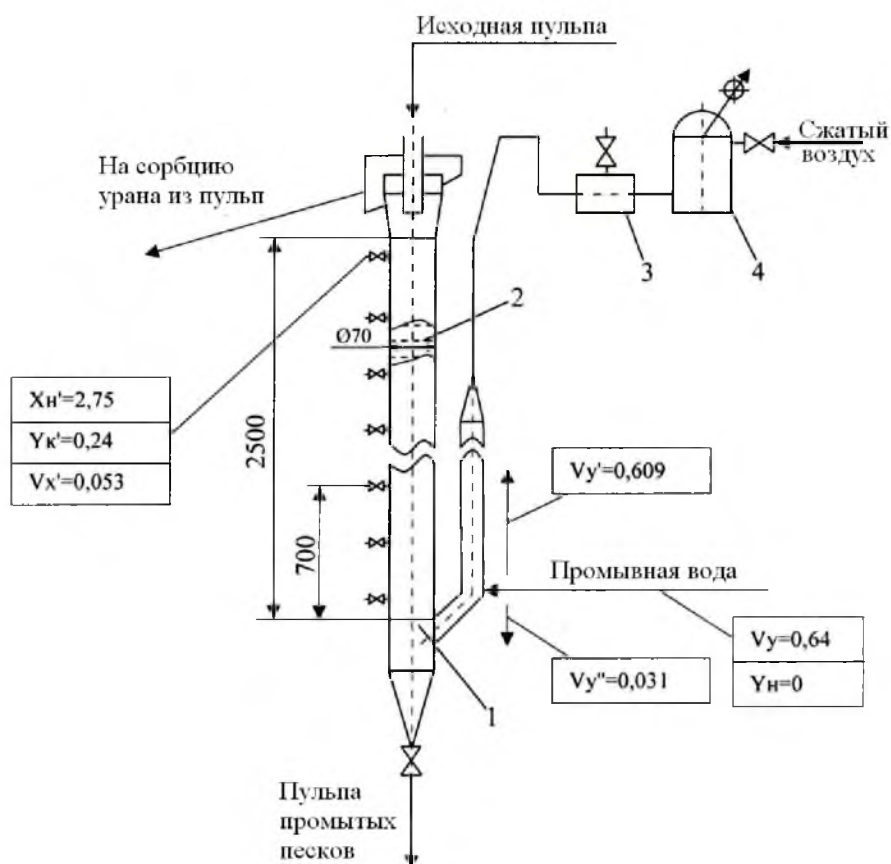 Исходная пульпа
На сорбцию
урана из пульп
Сжатый
воздух
3
4
2
Ø70
Xн'=2,75
Yк'=0,24
Vx'=0,053
2500
700
Vy'=0,609
Промывная вода
Vy=0,64
Yн=0
Vy''=0,031
1
Пульпа
промытых
песков